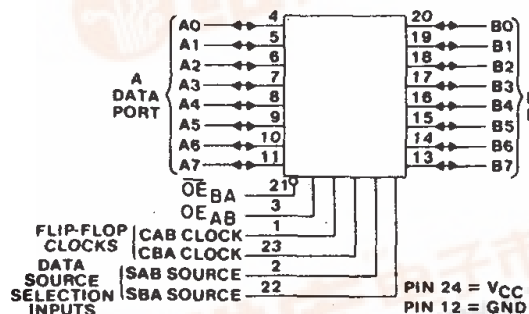 A0 4 20 B0
A1 5 19 B1
A2 6 18 B2
A3 7 17 B3
A4 8 16 B4
A5 9 15 B5
A6 10 14 B6
A7 11 13 B7
A
DATA
PORT
OE BA 21
OE AB 3
FLIP-FLOP
CLOCKS
CAB CLOCK 1
CBA CLOCK 23
DATA
SOURCE
SELECTION
INPUTS
SAB SOURCE 2
SBA SOURCE 22
PIN 24 = VCC
PIN 12 = GND